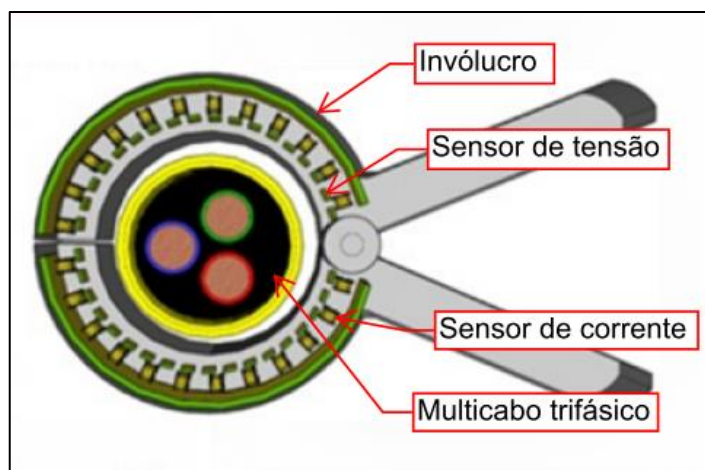 Invólucro
Sensor de tensão
Sensor de corrente
Multicabo trifásico